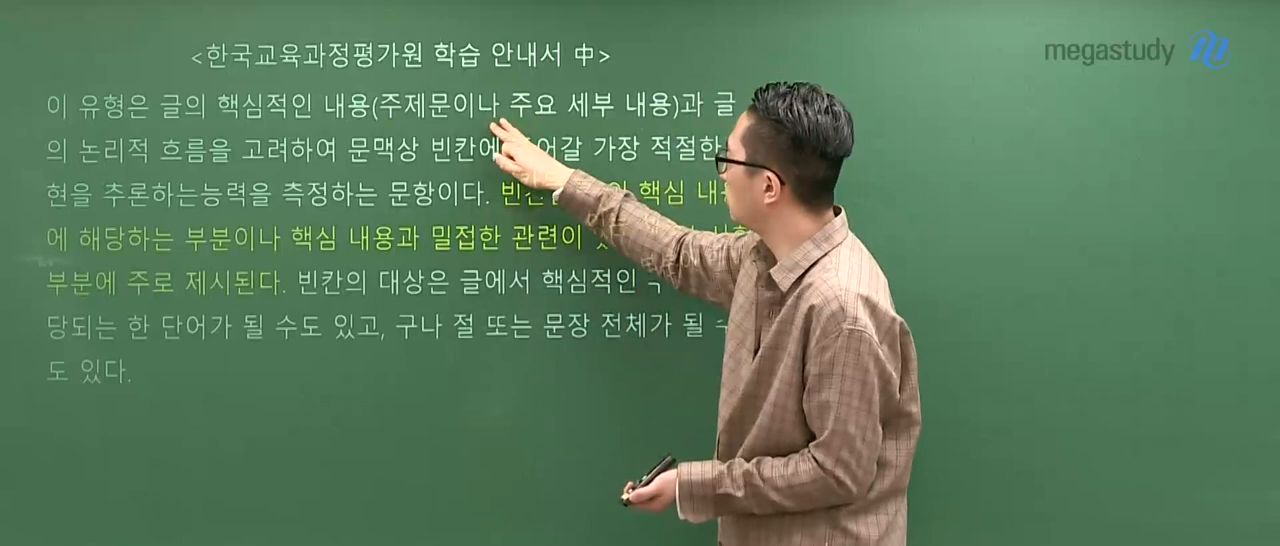 <한국교육과정평가원 학습 안내서 中>
megastudy
이 유형은 글의 핵심적인 내용(주제문이나 주요 세부 내용)과 글
의 논리적 흐름을 고려하여 문맥상 빈칸에 가장 적절한
현을 추론하는능력을 측정하는 문항이다. 핵심
에 해당하는 부분이나 핵심 내용과 밀접한 관련이
부분에 주로 제시된다. 빈칸의 대상은 글에서 핵심적인
당되는 한 단어가 될 수도 있고, 구나 절 또는 문장 전체가 될
도 있다.